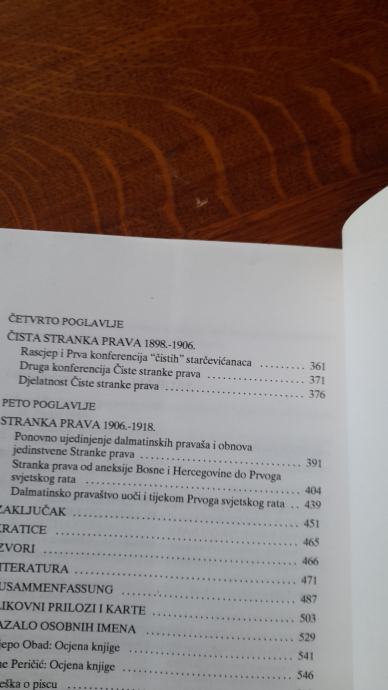 ČETVRTO POGLAVLJE
ČISTA STRANKA PRAVA 1898.-1906.
Rascjep i Prva konferencija "čistih" starčevićanaca ......... 361
Druga konferencija Čiste stranke prava ..................... 371
Djelatnost Čiste stranke prava ............................. 376
PETO POGLAVLJE
STRANKA PRAVA 1906.-1918.
Ponovno ujedinjenje dalmatinskih pravaša i obnova
jedinstvene Stranke prava .................................. 391
Stranka prava od aneksije Bosne i Hercegovine do Prvoga
svjetskog rata ............................................. 404
Dalmatinsko pravaštvo uoči i tijekom Prvoga svjetskog rata .. 439
ZAKLJUČAK .................................................. 451
KRATICE .................................................... 465
ZVORI ...................................................... 466
ITERATURA .................................................. 471
USAMMENFASSUNG ............................................. 487
IKOVNI PRILOZI I KARTE ..................................... 503
AZALO OSOBNIH IMENA ........................................ 529
jepo Obad: Ocjena knjige ................................... 541
ne Peričić: Ocjena knjige .................................. 546
eška o piscu